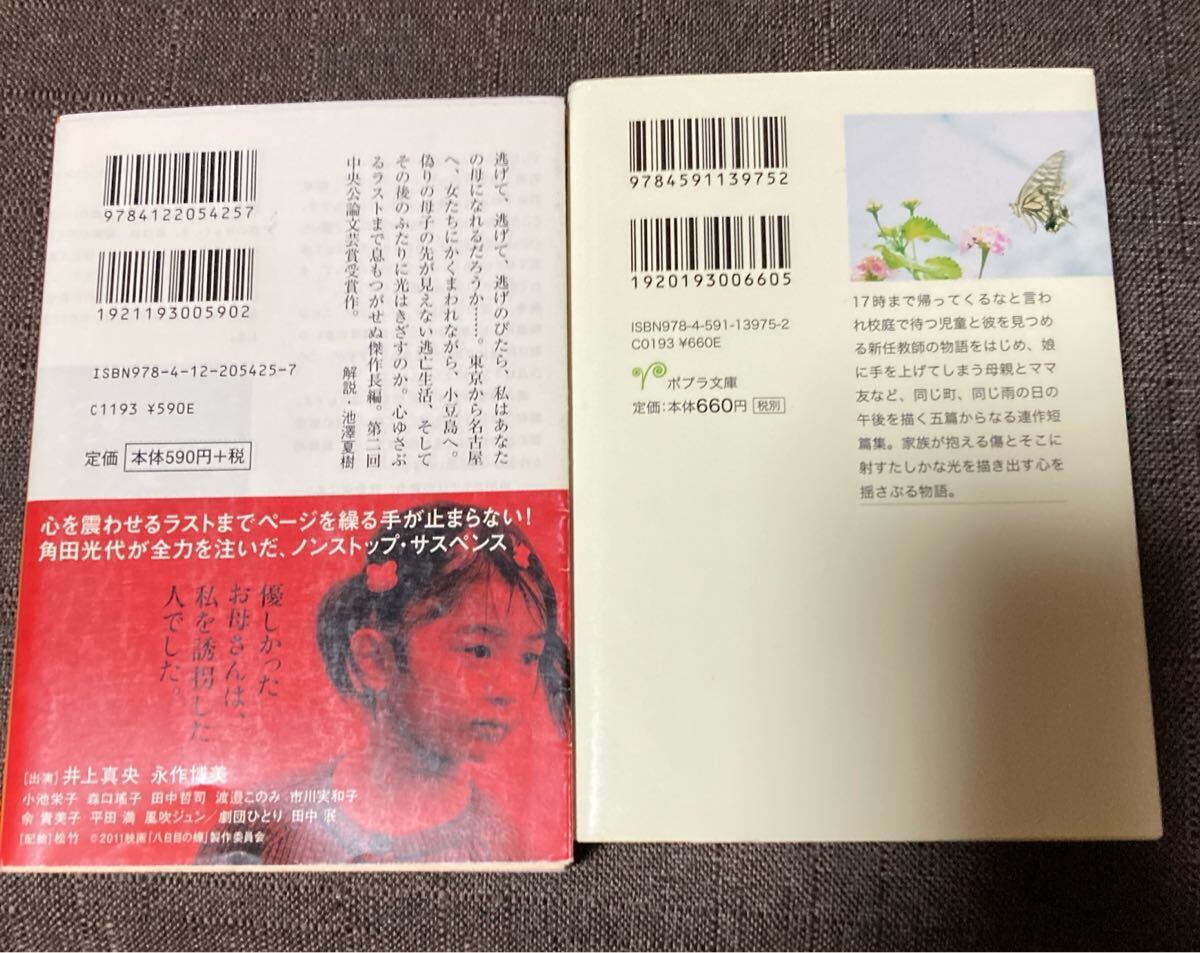 9784122054257
1921193005902
ISBN978-4-12-205425-7
C1193 ¥590E
定価 本体590円+税
逃げて、逃げて、逃げのびたら、私はあなた
の母になれるだろうか……。東京から名古屋
へ、女たちにかくまわれながら、小豆島へ。
偽りの母子の先が見えない逃亡生活、そして
その後のふたりに光はきざすのか。心ゆさぶ
るラストまで息もつがせぬ傑作長編。第二回
中央公論文芸賞受賞作。
解説・池澤夏樹
心を震わせるラストまでページを繰る手が止まらない!
角田光代が全力を注いだ、ノンストップ・サスペンス
優しかった
お母さんは、
私を誘拐した
人でした。
[出演] 井上真央 永作博美
小池栄子 森口瑤子 田中哲司 渡邉このみ 市川実和子
余 貴美子 平田 満 風吹ジュン/劇団ひとり 田中 泯
[配給] 松竹 ©2011映画「八日目の蟬」製作委員会
9784591139752
1920193006605
ISBN978-4-591-13975-2
C0193 ¥660E
ポプラ文庫
定価:本体660円 税別
17時まで帰ってくるなと言わ
れ校庭で待つ児童と彼を見つめ
る新任教師の物語をはじめ、娘
に手を上げてしまう母親とママ
友など、同じ町、同じ雨の日の
午後を描く五篇からなる連作短
篇集。家族が抱える傷とそこに
射すたしかな光を描き出す心を
揺さぶる物語。